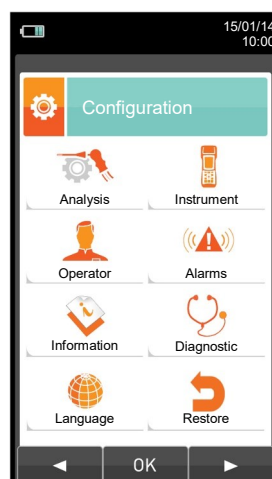 15/01/14
10:00
Configuration
Analysis
Instrument
Operator
Alarms
Information
Diagnostic
Language
Restore
OK